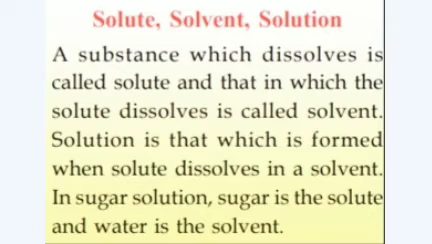 Solute, Solvent, Solution
A substance which dissolves is
called solute and that in which the
solute dissolves is called solvent.
Solution is that which is formed
when solute dissolves in a solvent.
In sugar solution, sugar is the solute
and water is the solvent.